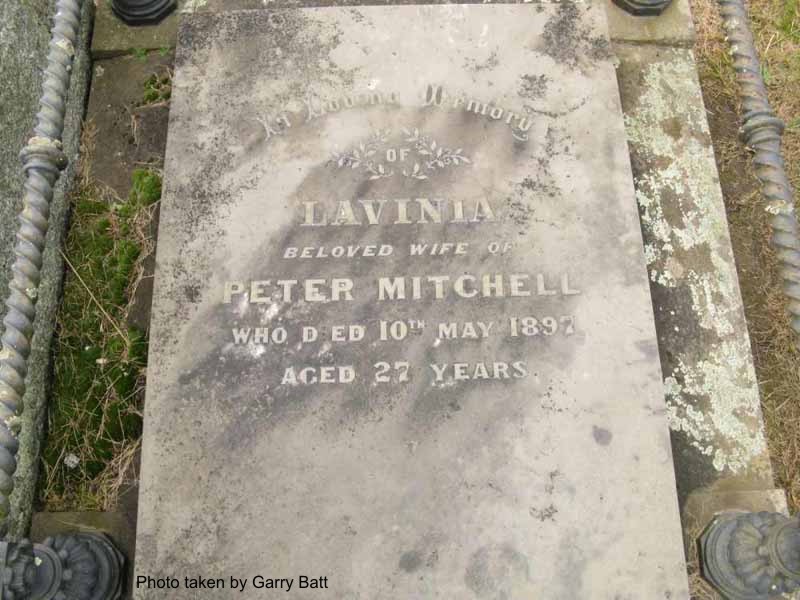 In Loving Memory
OF
LAVINIA
BELOVED WIFE OF
PETER MITCHELL
WHO DIED 10TH MAY 1897
AGED 27 YEARS.
Photo taken by Garry Batt